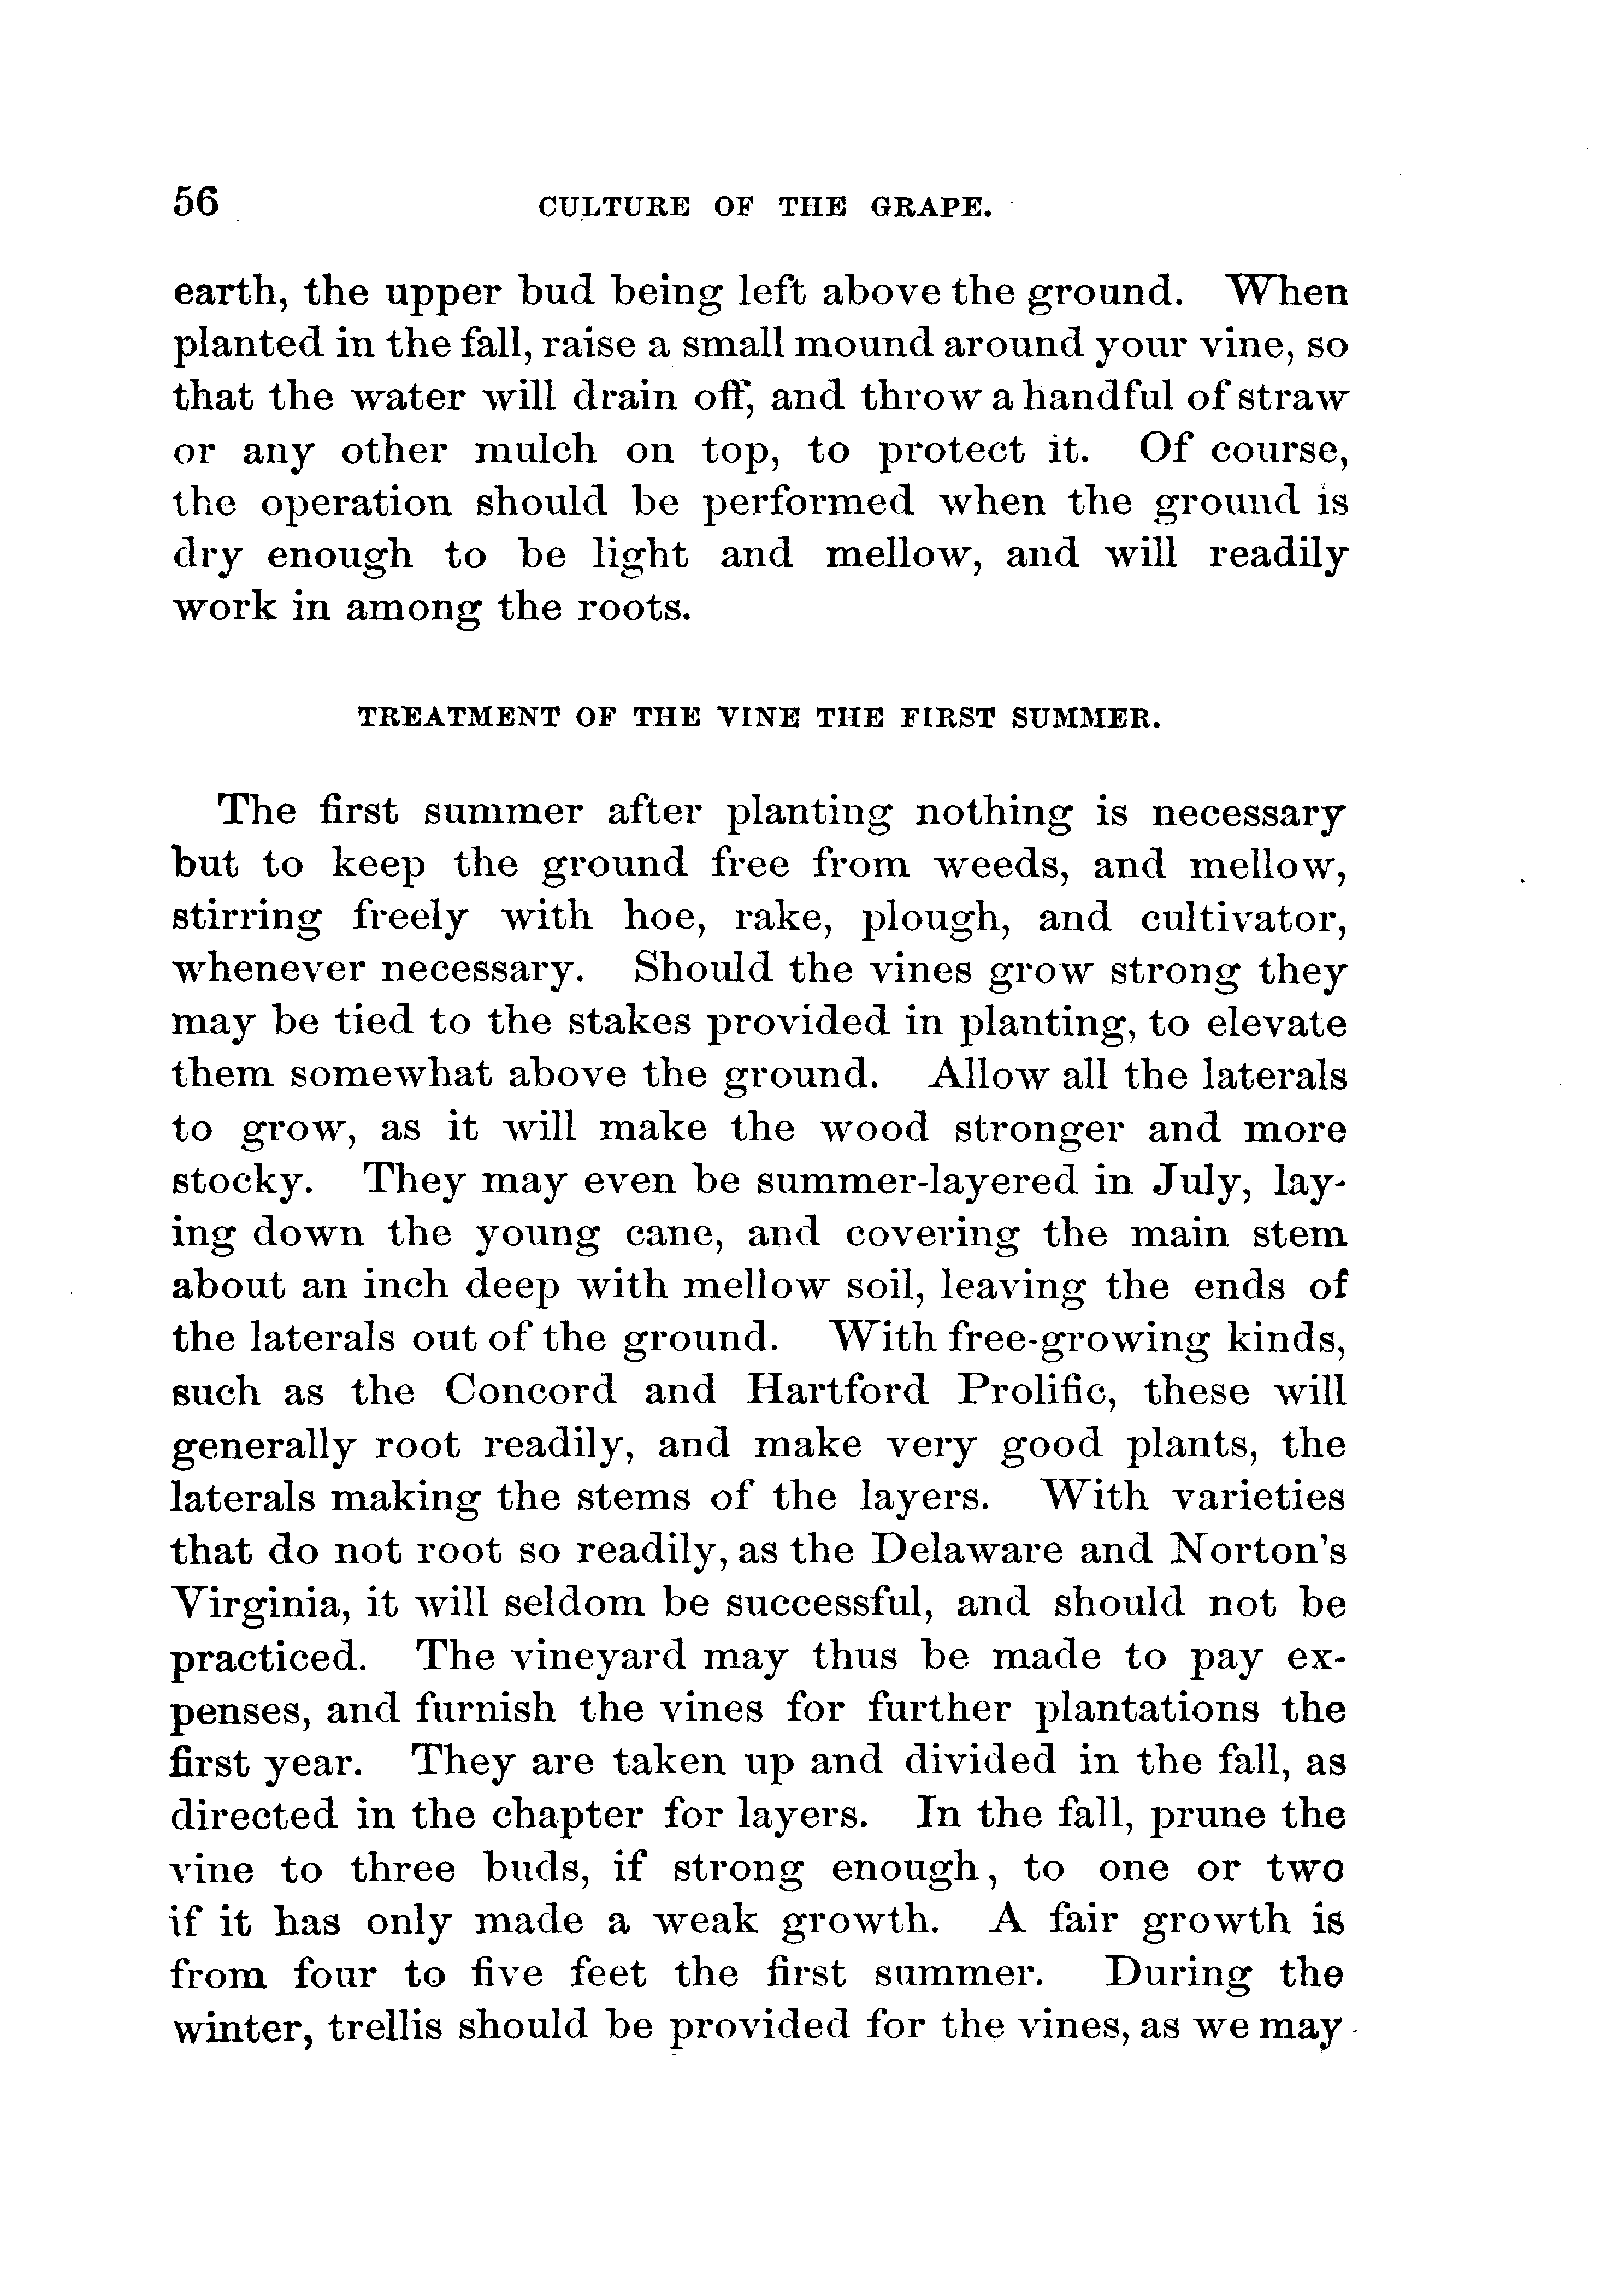 56 CULTURE OF THE GRAPE.
earth, the upper bud being left above the ground. When
planted in the fall, raise a small mound around your vine, so
that the water will drain off, and throw a handful of straw
or any other mulch on top, to protect it. Of course,
the operation should be performed when the ground is
dry enough to be light and mellow, and will readily
work in among the roots.
TREATMENT OF THE VINE THE FIRST SUMMER.
The first summer after planting nothing is necessary
but to keep the ground free from weeds, and mellow,
stirring freely with hoe, rake, plough, and cultivator,
whenever necessary. Should the vines grow strong they
may be tied to the stakes provided in planting, to elevate
them somewhat above the ground. Allow all the laterals
to grow, as it will make the wood stronger and more
stocky. They may even be summer-layered in July, lay-
ing down the young cane, and covering the main stem
about an inch deep with mellow soil, leaving the ends of
the laterals out of the ground. With free-growing kinds,
such as the Concord and Hartford Prolific, these will
generally root readily, and make very good plants, the
laterals making the stems of the layers. With varieties
that do not root so readily, as the Delaware and Norton's
Virginia, it will seldom be successful, and should not be
practiced. The vineyard may thus be made to pay ex-
penses, and furnish the vines for further plantations the
first year. They are taken up and divided in the fall, as
directed in the chapter for layers. In the fall, prune the
vine to three buds, if strong enough, to one or two
if it has only made a weak growth. A fair growth is
from four to five feet the first summer. During the
winter, trellis should be provided for the vines, as we may